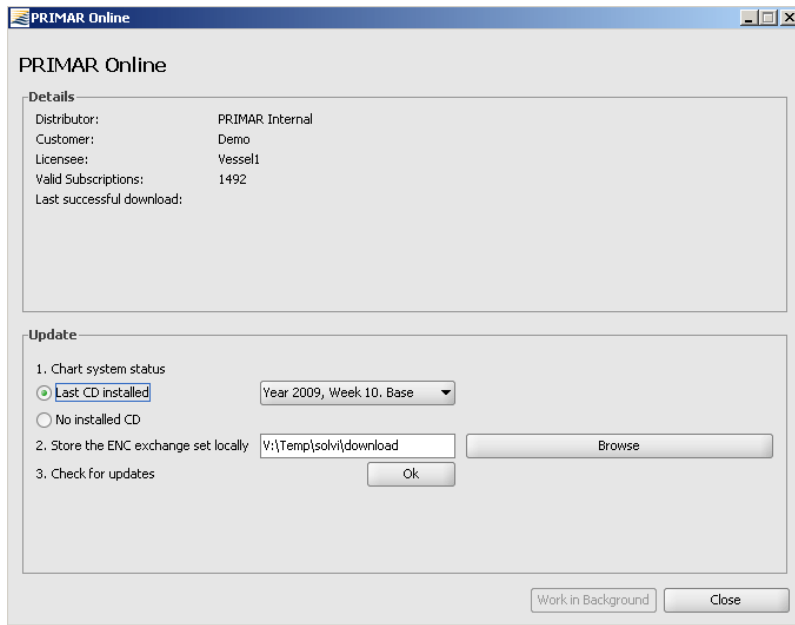 PRIMAR Online
PRIMAR Online
Details
Distributor: PRIMAR Internal
Customer: Demo
Licensee: Vessel1
Valid Subscriptions: 1492
Last successful download:
Update
1. Chart system status
Last CD installed Year 2009, Week 10. Base
No installed CD
2. Store the ENC exchange set locally V:\Temp\solvi\download Browse
3. Check for updates Ok
Work in Background Close